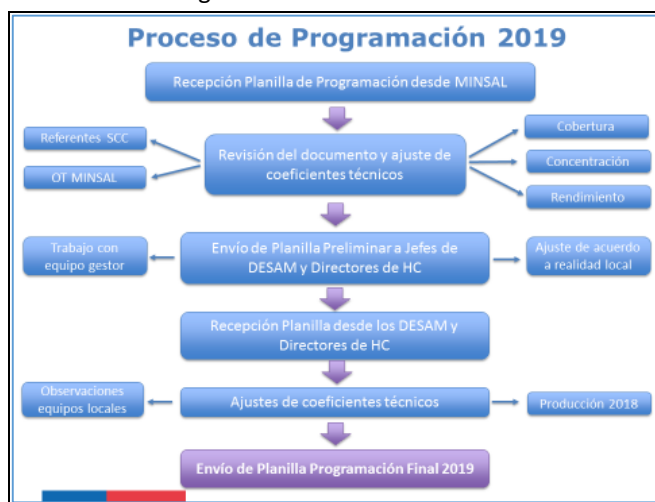 Proceso de Programación 2019
Recepción Planilla de Programación desde MINSAL
Referentes SCC
OT MINSAL
Revisión del documento y ajuste de
coeficientes técnicos
Cobertura
Concentración
Rendimiento
Trabajo con
equipo gestor
Envío de Planilla Preliminar a Jefes de
DESAM y Directores de HC
Ajuste de acuerdo
a realidad local
Recepción Planilla desde los DESAM y
Directores de HC
Observaciones
equipos locales
Ajustes de coeficientes técnicos
Producción 2018
Envío de Planilla Programación Final 2019